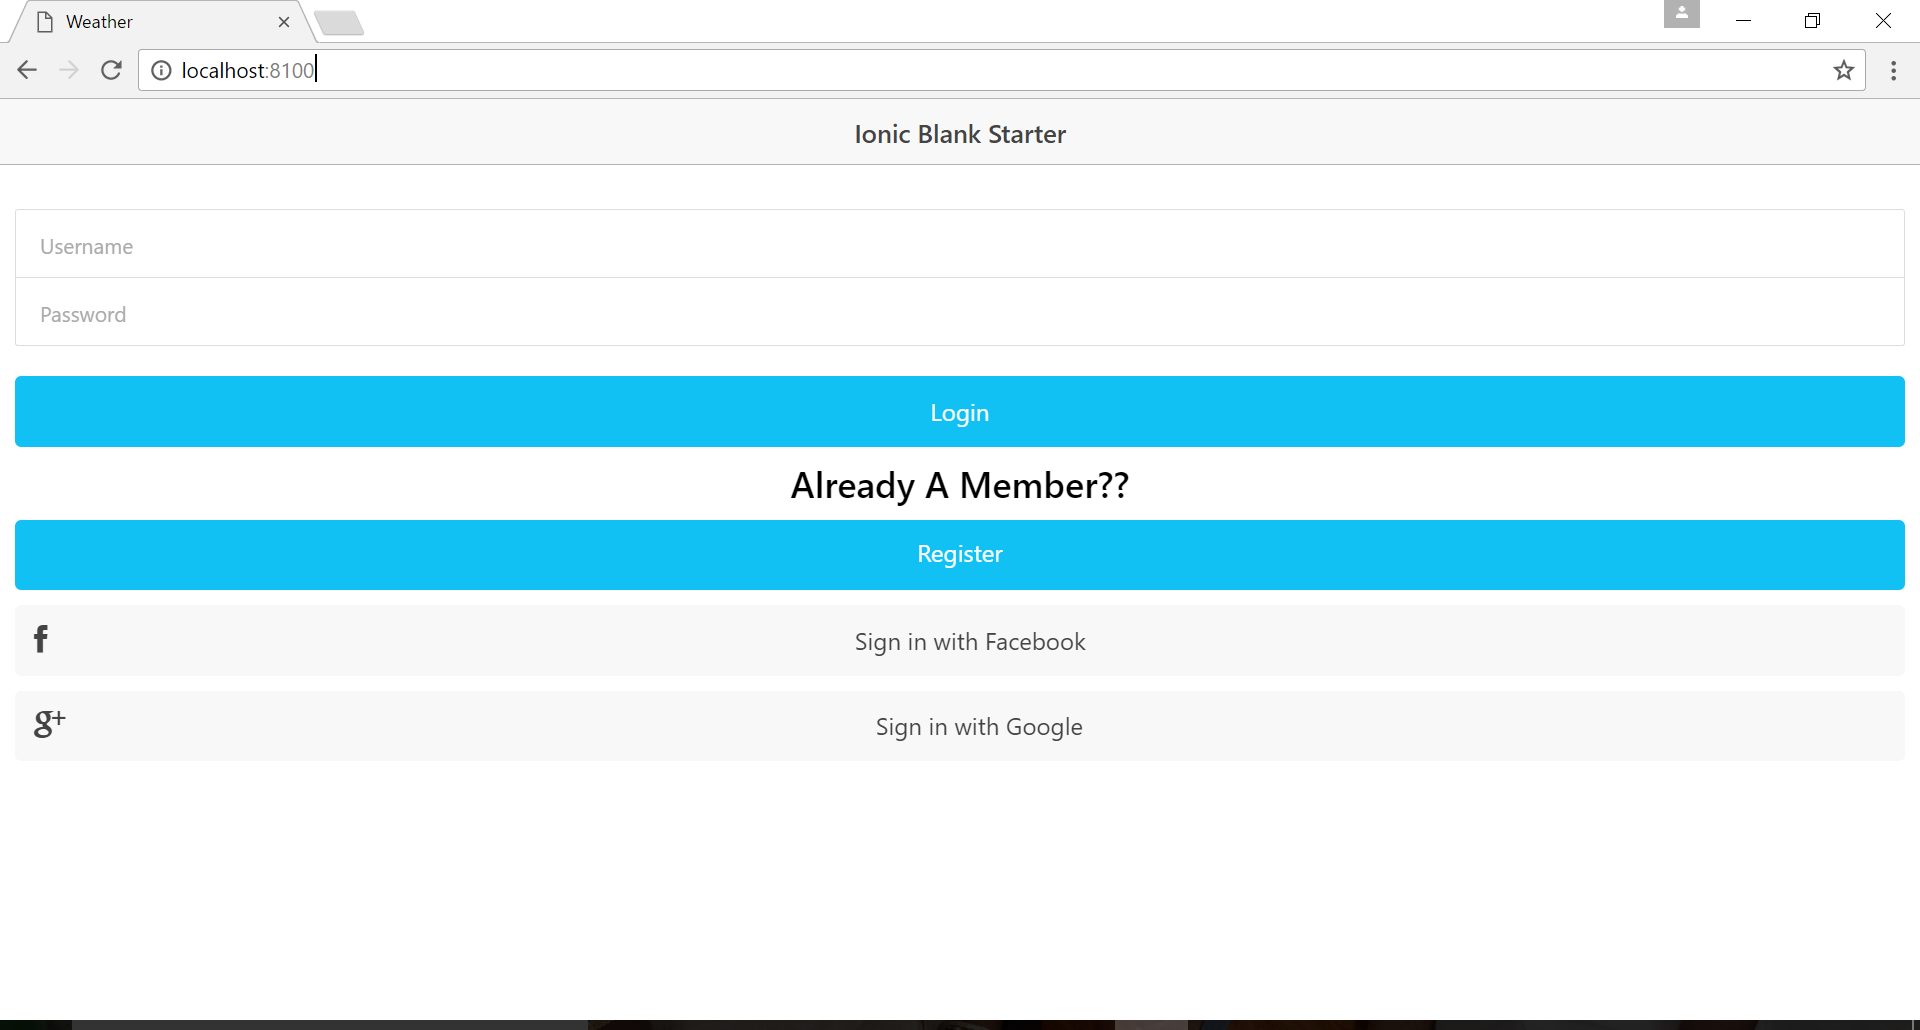 Weather
localhost:8100
Ionic Blank Starter
Username
Password
Login
Already A Member??
Register
f Sign in with Facebook
g+ Sign in with Google